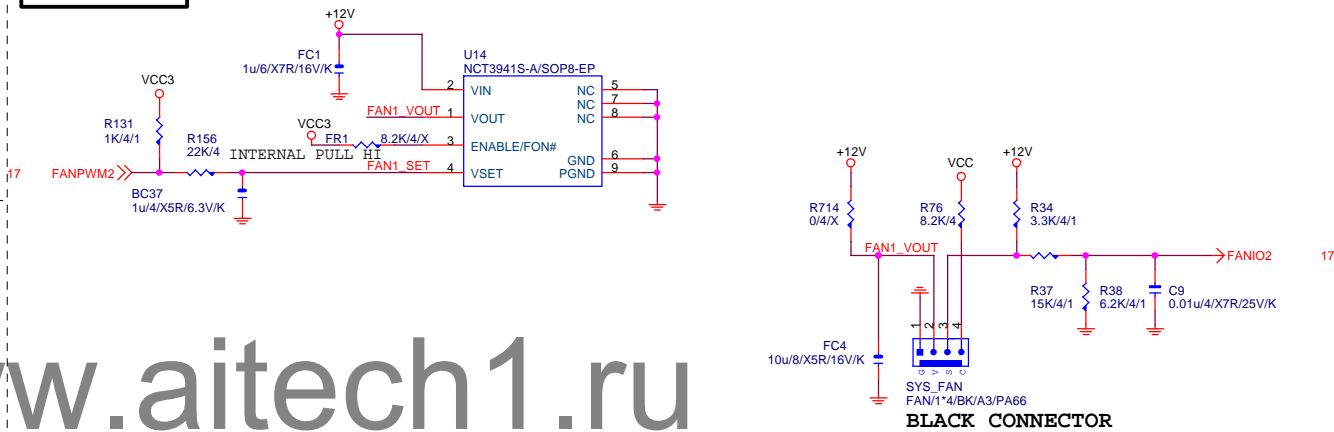 +12V
FC1
1u/6/X7R/16V/K
U14
NCT3941S-A/SOP8-EP
VCC3
R131
1K/4/1
R156
22K/4
2 VIN
NC 5
NC 7
NC 8
FAN1_VOUT 1 VOUT
VCC3
FR1 8.2K/4/X 3 ENABLE/FON#
INTERNAL PULL HI
GND 6
PGND 9
17 FANPWM2
FAN1_SET 4 VSET
BC37
1u/4/X5R/6.3V/K
+12V
VCC
+12V
R714
0/4/X
R76
8.2K/4
R34
3.3K/4/1
FAN1_VOUT
FANIO2 17
R37
15K/4/1
R38
6.2K/4/1
C9
0.01u/4/X7R/25V/K
1 2 3 4
FC4
10u/8/X5R/16V/K
G V S C
SYS_FAN
FAN/1*4/BK/A3/PA66
BLACK CONNECTOR
w.aitech1.ru